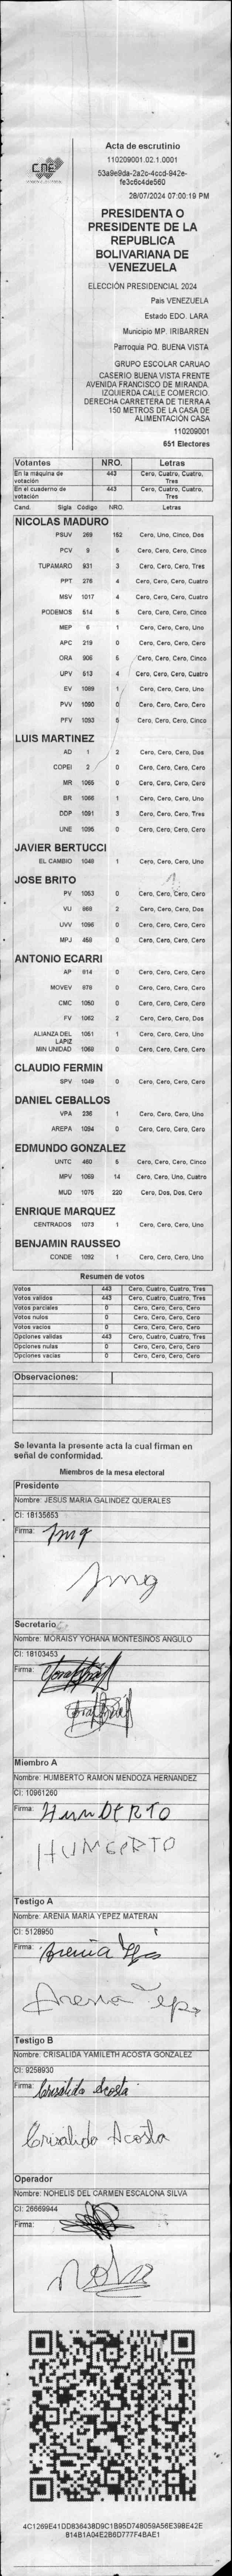 CNE
Acta de escrutinio
110209001.02.1.0001
53a9e9da-2a2c-4ccd-942e-
fe3c6c4de560
28/07/2024 07:00:19 PM
PRESIDENTA O
PRESIDENTE DE LA
REPUBLICA
BOLIVARIANA DE
VENEZUELA
ELECCIÓN PRESIDENCIAL 2024
Pais VENEZUELA
Estado EDO. LARA
Municipio MP. IRIBARREN
Parroquia PQ. BUENA VISTA
GRUPO ESCOLAR CARUAO
CASERIO BUENA VISTA FRENTE
AVENIDA FRANCISCO DE MIRANDA.
IZQUIERDA CALLE COMERCIO.
DERECHA CARRETERA DE TIERRA A
150 METROS DE LA CASA DE
ALIMENTACIÓN CASA
110209001
651 Electores
Votantes NRO. Letras
En la máquina de votación 443 Cero, Cuatro, Cuatro, Tres
En el cuaderno de votación 443 Cero, Cuatro, Cuatro, Tres
Cand. Sigla Código NRO. Letras
NICOLAS MADURO
PSUV 269 152 Cero, Uno, Cinco, Dos
PCV 9 5 Cero, Cero, Cero, Cinco
TUPAMARO 931 3 Cero, Cero, Cero, Tres
PPT 276 4 Cero, Cero, Cero, Cuatro
MSV 1017 4 Cero, Cero, Cero, Cuatro
PODEMOS 514 5 Cero, Cero, Cero, Cinco
MEP 6 1 Cero, Cero, Cero, Uno
APC 219 0 Cero, Cero, Cero, Cero
ORA 906 5 Cero, Cero, Cero, Cinco
UPV 513 4 Cero, Cero, Cero, Cuatro
EV 1089 1 Cero, Cero, Cero, Uno
PVV 1090 0 Cero, Cero, Cero, Cero
PFV 1093 5 Cero, Cero, Cero, Cinco
LUIS MARTINEZ
AD 1 2 Cero, Cero, Cero, Dos
COPEI 2 0 Cero, Cero, Cero, Cero
MR 1065 0 Cero, Cero, Cero, Cero
BR 1066 1 Cero, Cero, Cero, Uno
DDP 1091 3 Cero, Cero, Cero, Tres
UNE 1095 0 Cero, Cero, Cero, Cero
JAVIER BERTUCCI
EL CAMBIO 1048 1 Cero, Cero, Cero, Uno
JOSE BRITO
PV 1053 0 Cero, Cero, Cero, Cero
VU 868 2 Cero, Cero, Cero, Dos
UVV 1096 0 Cero, Cero, Cero, Cero
MPJ 459 0 Cero, Cero, Cero, Cero
ANTONIO ECARRI
AP 814 0 Cero, Cero, Cero, Cero
MOVEV 878 0 Cero, Cero, Cero, Cero
CMC 1050 0 Cero, Cero, Cero, Cero
FV 1062 2 Cero, Cero, Cero, Dos
ALIANZA DEL LAPIZ 1051 1 Cero, Cero, Cero, Uno
MIN UNIDAD 1068 0 Cero, Cero, Cero, Cero
CLAUDIO FERMIN
SPV 1049 0 Cero, Cero, Cero, Cero
DANIEL CEBALLOS
VPA 236 1 Cero, Cero, Cero, Uno
AREPA 1084 0 Cero, Cero, Cero, Cero
EDMUNDO GONZALEZ
UNTC 460 5 Cero, Cero, Cero, Cinco
MPV 1069 14 Cero, Cero, Uno, Cuatro
MUD 1075 220 Cero, Dos, Dos, Cero
ENRIQUE MARQUEZ
CENTRADOS 1073 1 Cero, Cero, Cero, Uno
BENJAMIN RAUSSEO
CONDE 1092 1 Cero, Cero, Cero, Uno
Resumen de votos
Votos 443 Cero, Cuatro, Cuatro, Tres
Votos validos 443 Cero, Cuatro, Cuatro, Tres
Votos parciales 0 Cero, Cero, Cero, Cero
Votos nulos 0 Cero, Cero, Cero, Cero
Votos vacios 0 Cero, Cero, Cero, Cero
Opciones validas 443 Cero, Cuatro, Cuatro, Tres
Opciones nulas 0 Cero, Cero, Cero, Cero
Opciones vacias 0 Cero, Cero, Cero, Cero
Observaciones:
Se levanta la presente acta la cual firman en
señal de conformidad.
Miembros de la mesa electoral
Presidente
Nombre: JESUS MARIA GALINDEZ QUERALES
CI: 18135653
Firma: Jmg
Jmg
Secretario
Nombre: MORAISY YOHANA MONTESINOS ANGULO
CI: 18103453
Firma:
Miembro A
Nombre: HUMBERTO RAMON MENDOZA HERNANDEZ
CI: 10961260
Firma: HumbERTO
HUMBERTO
Testigo A
Nombre: ARENIA MARIA YEPEZ MATERAN
CI: 5128950
Firma: Arenia Yepez
Arenia Yepez
Testigo B
Nombre: CRISALIDA YAMILETH ACOSTA GONZALEZ
CI: 9258930
Firma: Crisálida Acosta
Crisálida Acosta
Operador
Nombre: NOHELIS DEL CARMEN ESCALONA SILVA
CI: 26669944
Firma:
4C1269E41DD836438D9C1B95D748059A56E398E42E
814B1A04E2B6D777F4BAE1